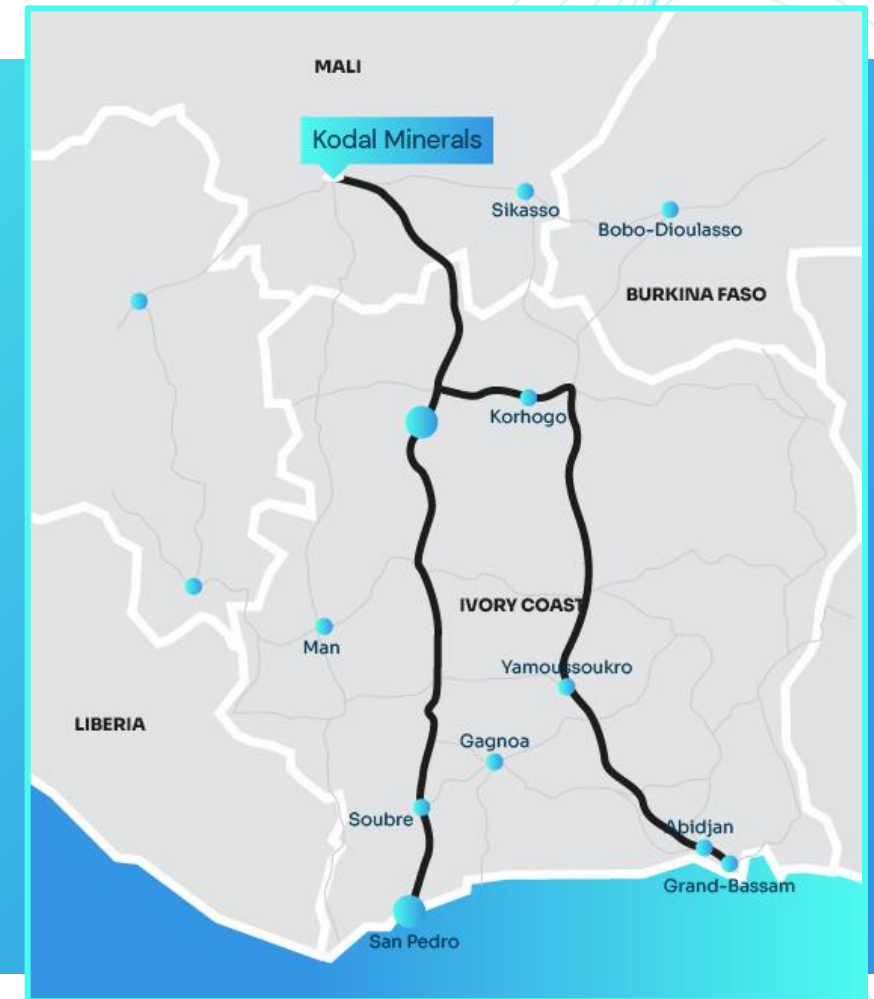 MALI
Kodal Minerals
Sikasso
Bobo-Dioulasso
BURKINA FASO
Korhogo
IVORY COAST
Man
Yamoussoukro
LIBERIA
Gagnoa
Soubre
Abidjan
Grand-Bassam
San Pedro